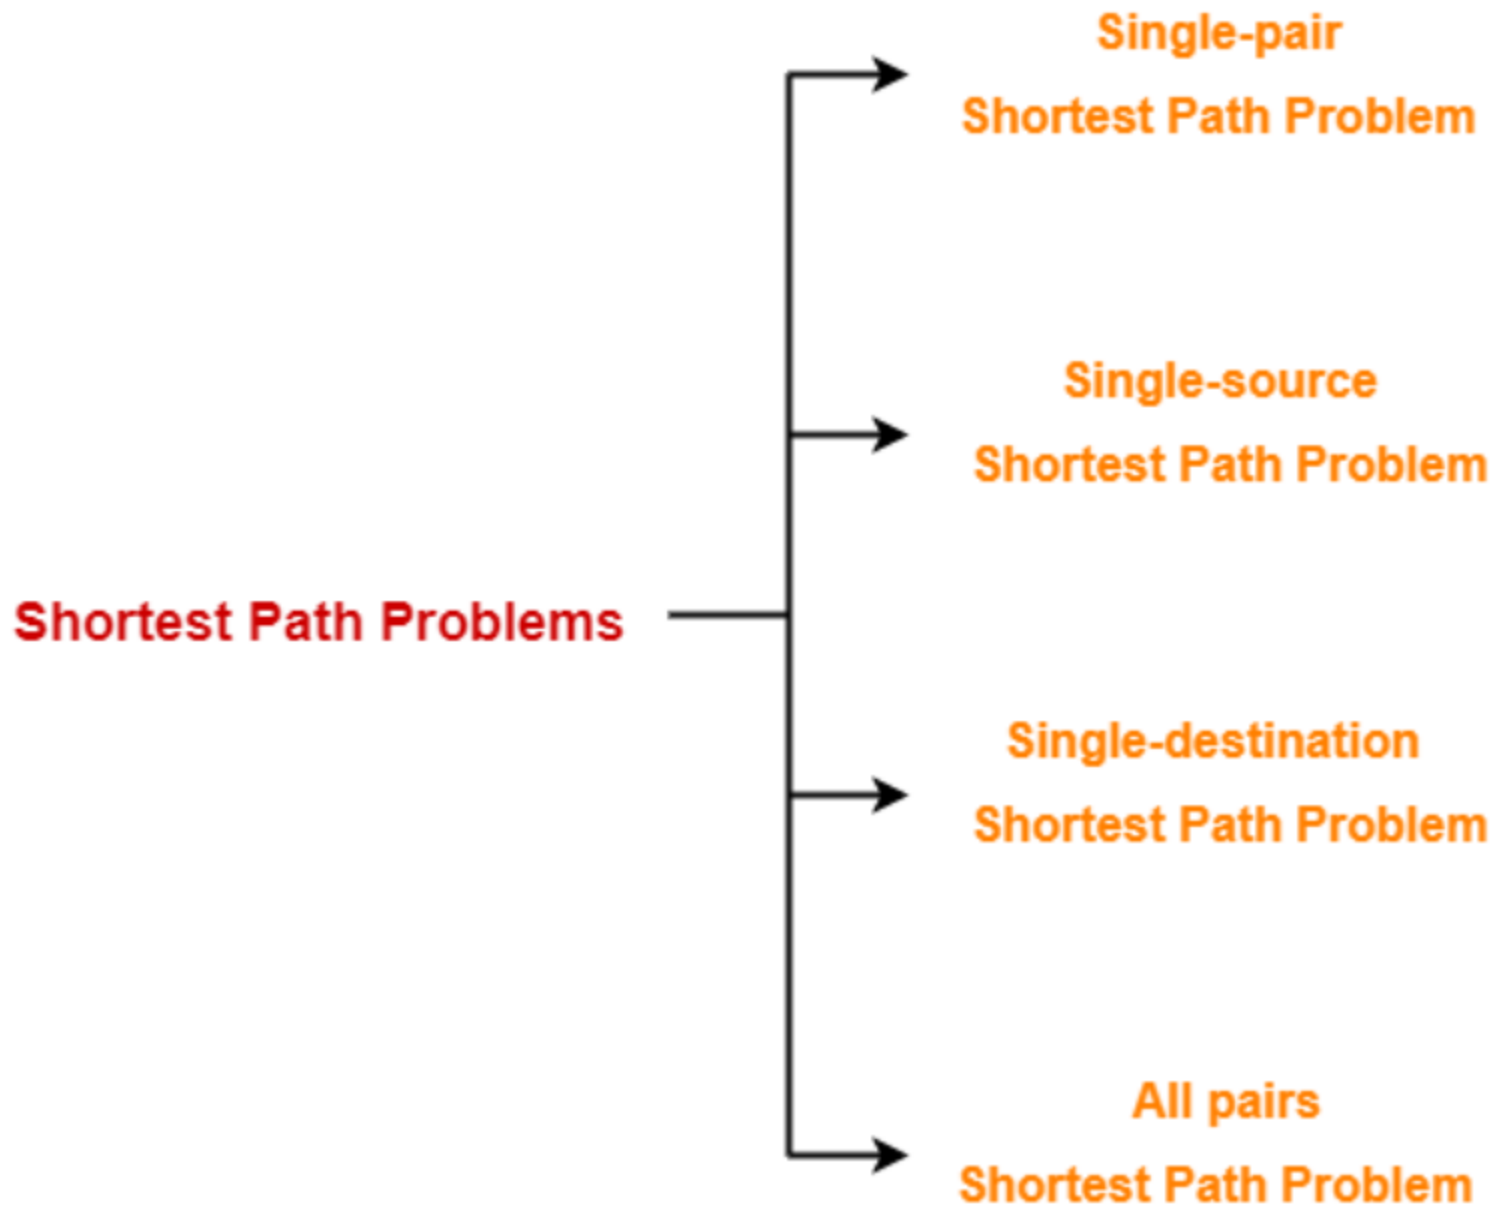 Single-pair
Shortest Path Problem
Single-source
Shortest Path Problem
Shortest Path Problems
Single-destination
Shortest Path Problem
All pairs
Shortest Path Problem